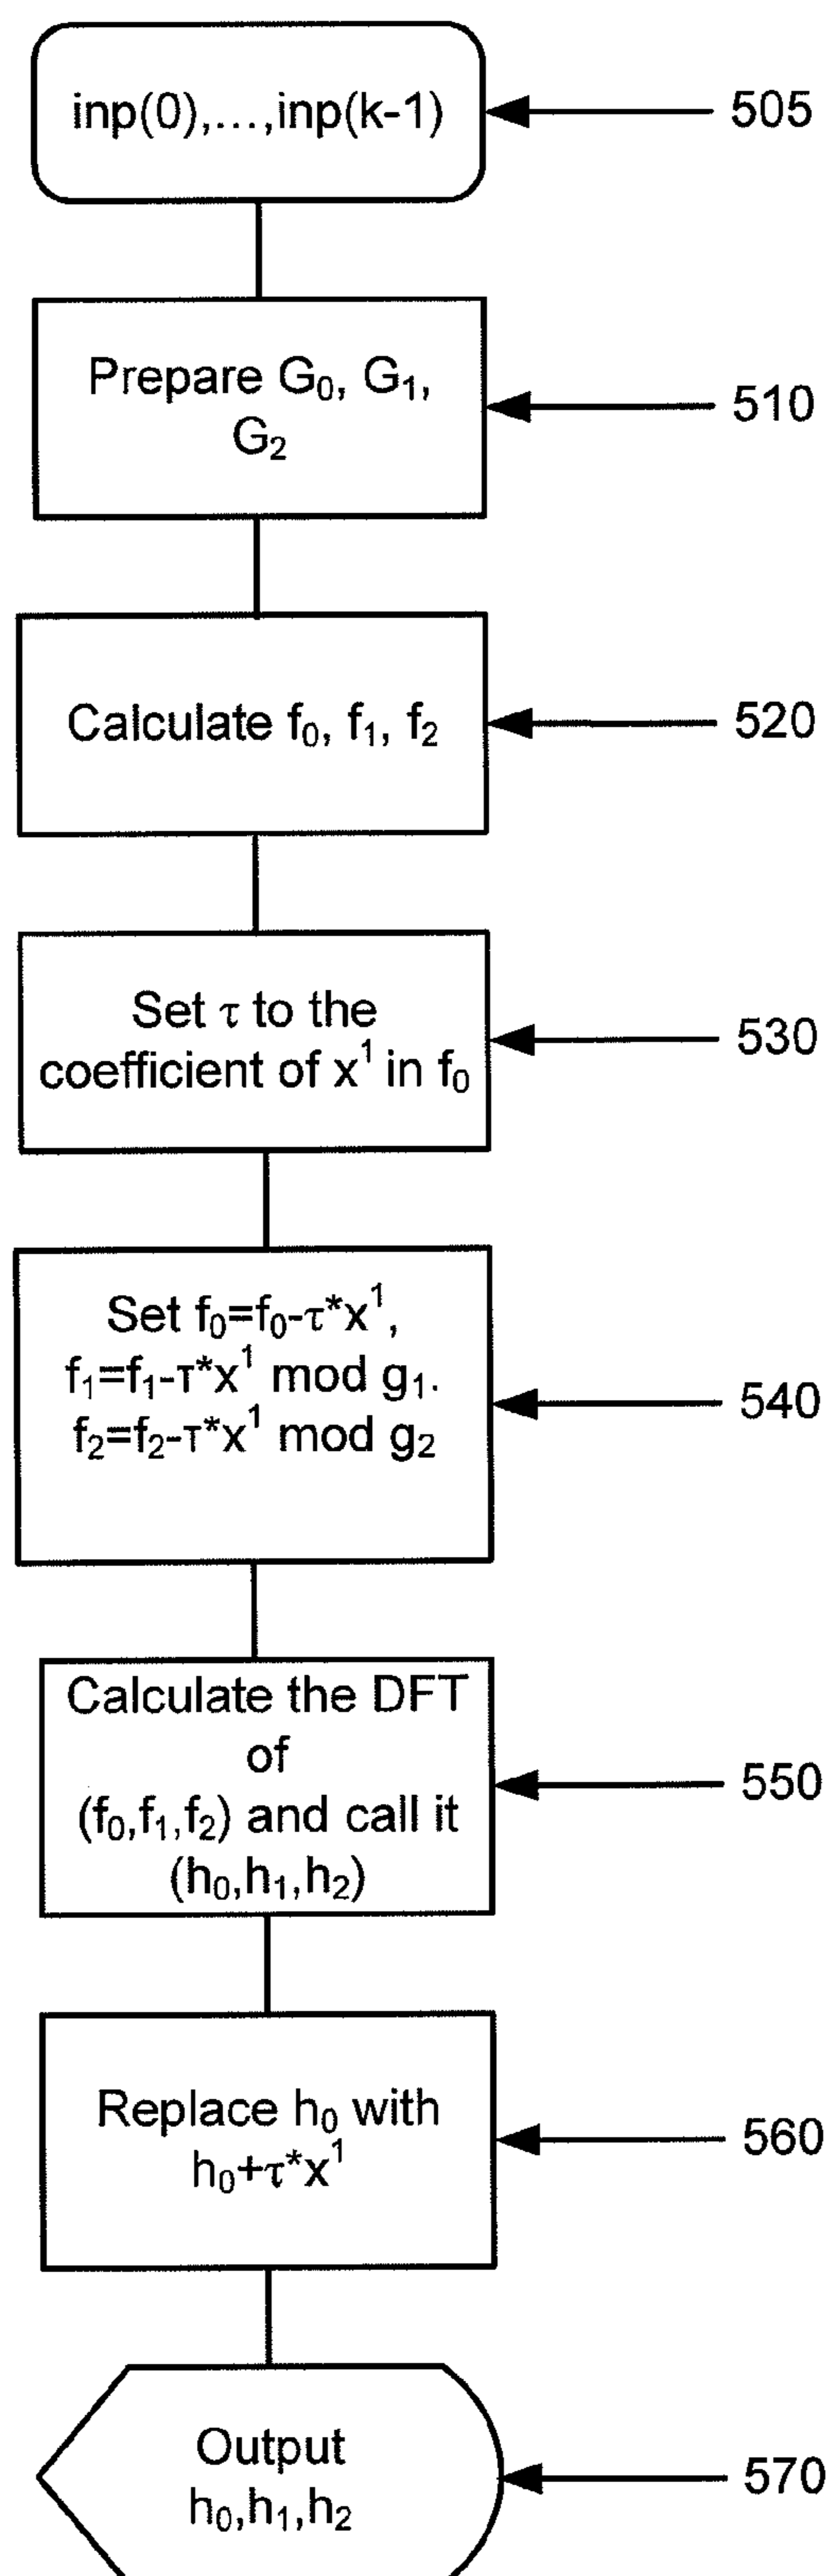 inp(0),...,inp(k-1)
505
Prepare G₀, G₁,
G₂
510
Calculate f₀, f₁, f₂
520
Set τ to the
coefficient of x¹ in f₀
530
Set f₀=f₀-τ*x¹,
f₁=f₁-τ*x¹ mod g₁.
f₂=f₂-τ*x¹ mod g₂
540
Calculate the DFT
of
(f₀,f₁,f₂) and call it
(h₀,h₁,h₂)
550
Replace h₀ with
h₀+τ*x¹
560
Output
h₀,h₁,h₂
570